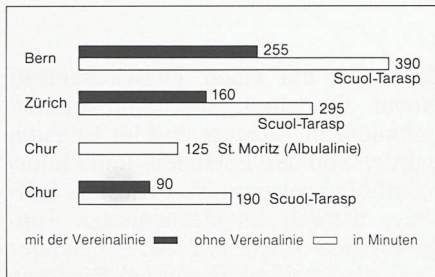 255
Bern 390
Scuol-Tarasp
160
Zürich 295
Scuol-Tarasp
Chur 125 St. Moritz (Albulalinie)
90
Chur 190 Scuol-Tarasp
mit der Vereinalinie ohne Vereinalinie in Minuten